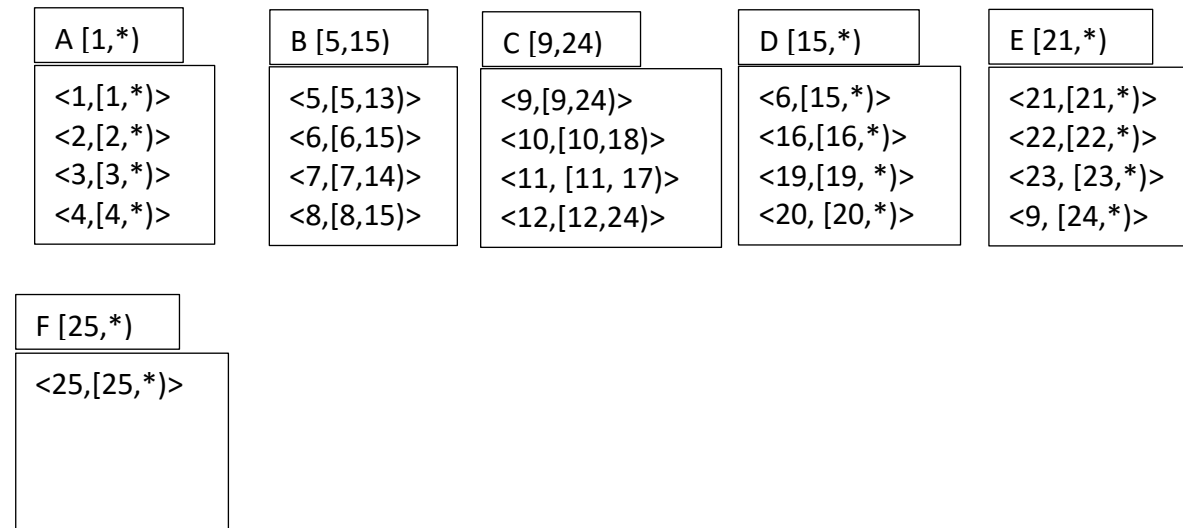 A [1,*)
<1,[1,*)>
<2,[2,*)>
<3,[3,*)>
<4,[4,*)>
B [5,15)
<5,[5,13)>
<6,[6,15)>
<7,[7,14)>
<8,[8,15)>
C [9,24)
<9,[9,24)>
<10,[10,18)>
<11, [11, 17)>
<12,[12,24)>
D [15,*)
<6,[15,*)>
<16,[16,*)>
<19,[19, *)>
<20, [20,*)>
E [21,*)
<21,[21,*)>
<22,[22,*)>
<23, [23,*)>
<9, [24,*)>
F [25,*)
<25,[25,*)>